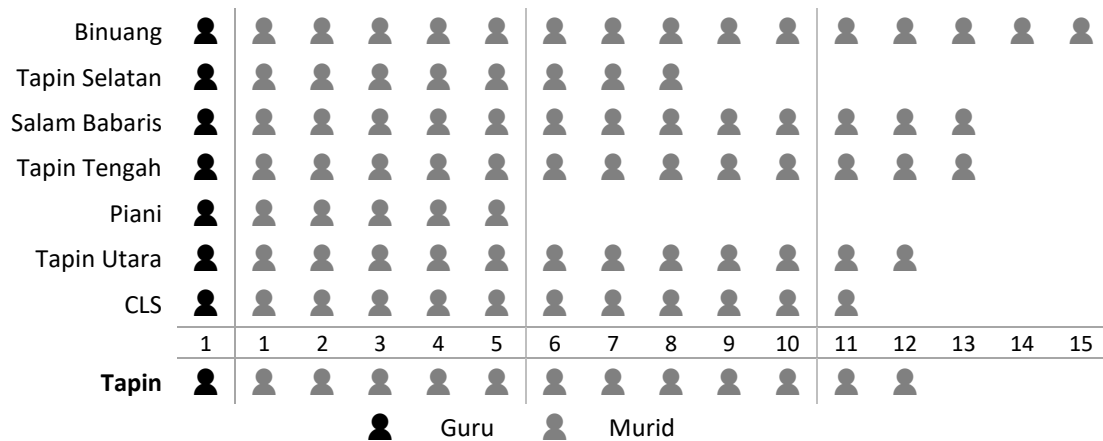 Binuang
Tapin Selatan
Salam Babaris
Tapin Tengah
Piani
Tapin Utara
CLS
1 1 2 3 4 5 6 7 8 9 10 11 12 13 14 15
Tapin
Guru Murid